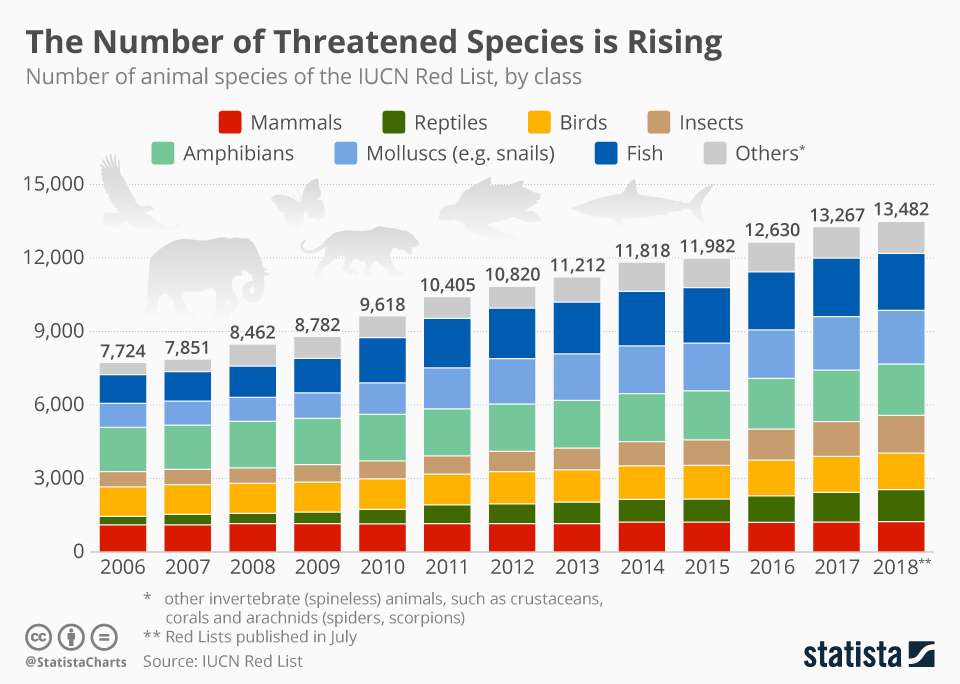 The Number of Threatened Species is Rising
Number of animal species of the IUCN Red List, by class
Mammals Reptiles Birds Insects
Amphibians Molluscs (e.g. snails) Fish Others*
15,000
12,000
9,000
6,000
3,000
0
7,724 7,851 8,462 8,782 9,618 10,405 10,820 11,212 11,818 11,982 12,630 13,267 13,482
2006 2007 2008 2009 2010 2011 2012 2013 2014 2015 2016 2017 2018**
* other invertebrate (spineless) animals, such as crustaceans,
corals and arachnids (spiders, scorpions)
** Red Lists published in July
cc
@StatistaCharts Source: IUCN Red List
statista